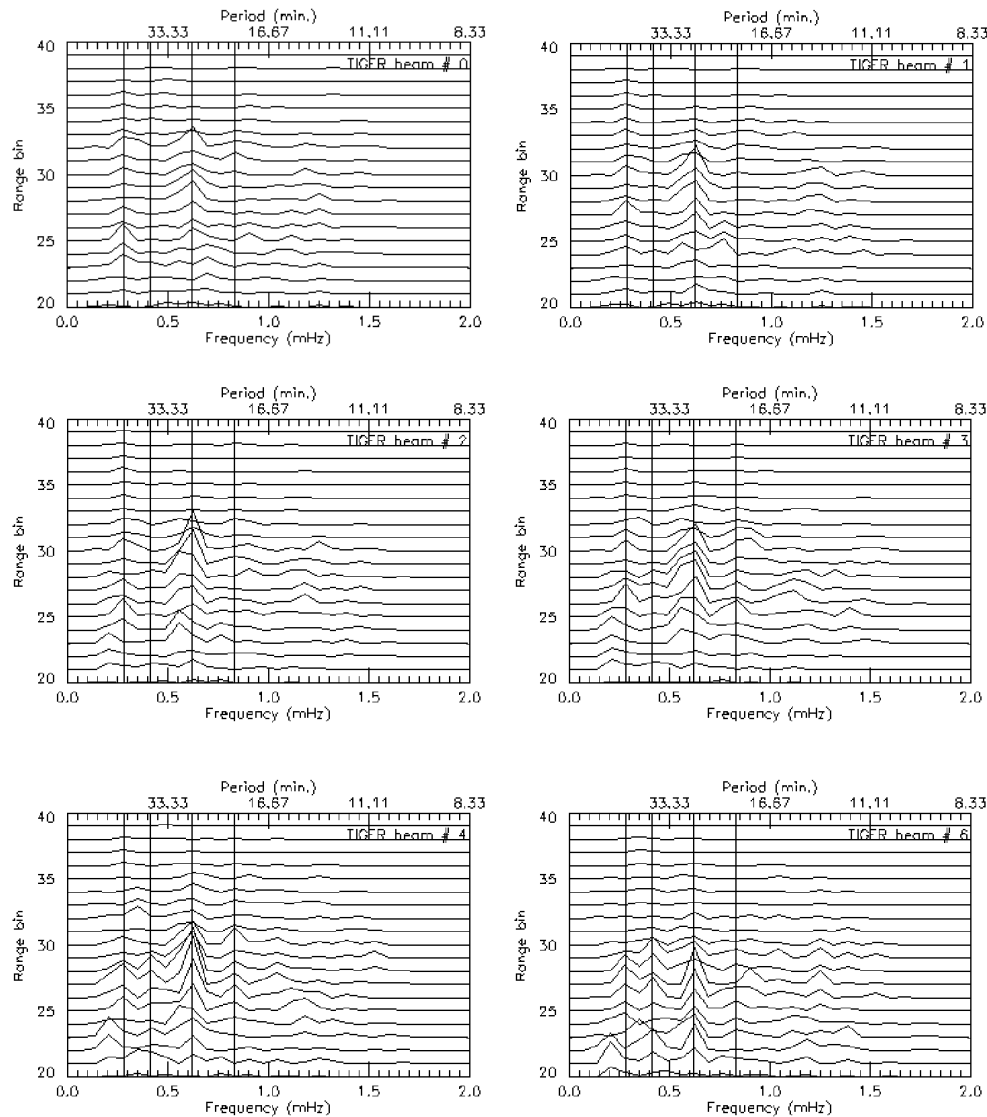 Period (min.)
33.33 16.67 11.11 8.33
40
TIGER beam # 0
35
Range bin
30
25
20
0.0 0.5 1.0 1.5 2.0
Frequency (mHz)
Period (min.)
33.33 16.67 11.11 8.33
40
TIGER beam # 1
35
Range bin
30
25
20
0.0 0.5 1.0 1.5 2.0
Frequency (mHz)
Period (min.)
33.33 16.67 11.11 8.33
40
TIGER beam # 2
35
Range bin
30
25
20
0.0 0.5 1.0 1.5 2.0
Frequency (mHz)
Period (min.)
33.33 16.67 11.11 8.33
40
TIGER beam # 3
35
Range bin
30
25
20
0.0 0.5 1.0 1.5 2.0
Frequency (mHz)
Period (min.)
33.33 16.67 11.11 8.33
40
TIGER beam # 4
35
Range bin
30
25
20
0.0 0.5 1.0 1.5 2.0
Frequency (mHz)
Period (min.)
33.33 16.67 11.11 8.33
40
TIGER beam # 6
35
Range bin
30
25
20
0.0 0.5 1.0 1.5 2.0
Frequency (mHz)